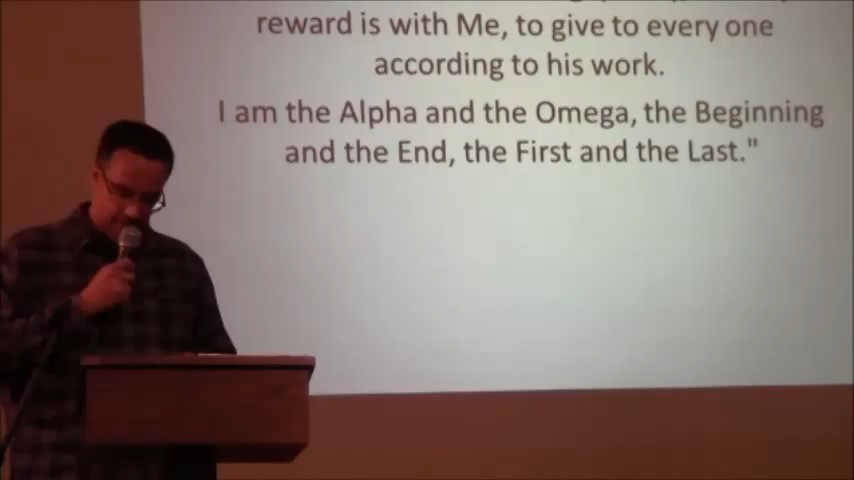 reward is with Me, to give to every one
according to his work.
I am the Alpha and the Omega, the Beginning
and the End, the First and the Last."